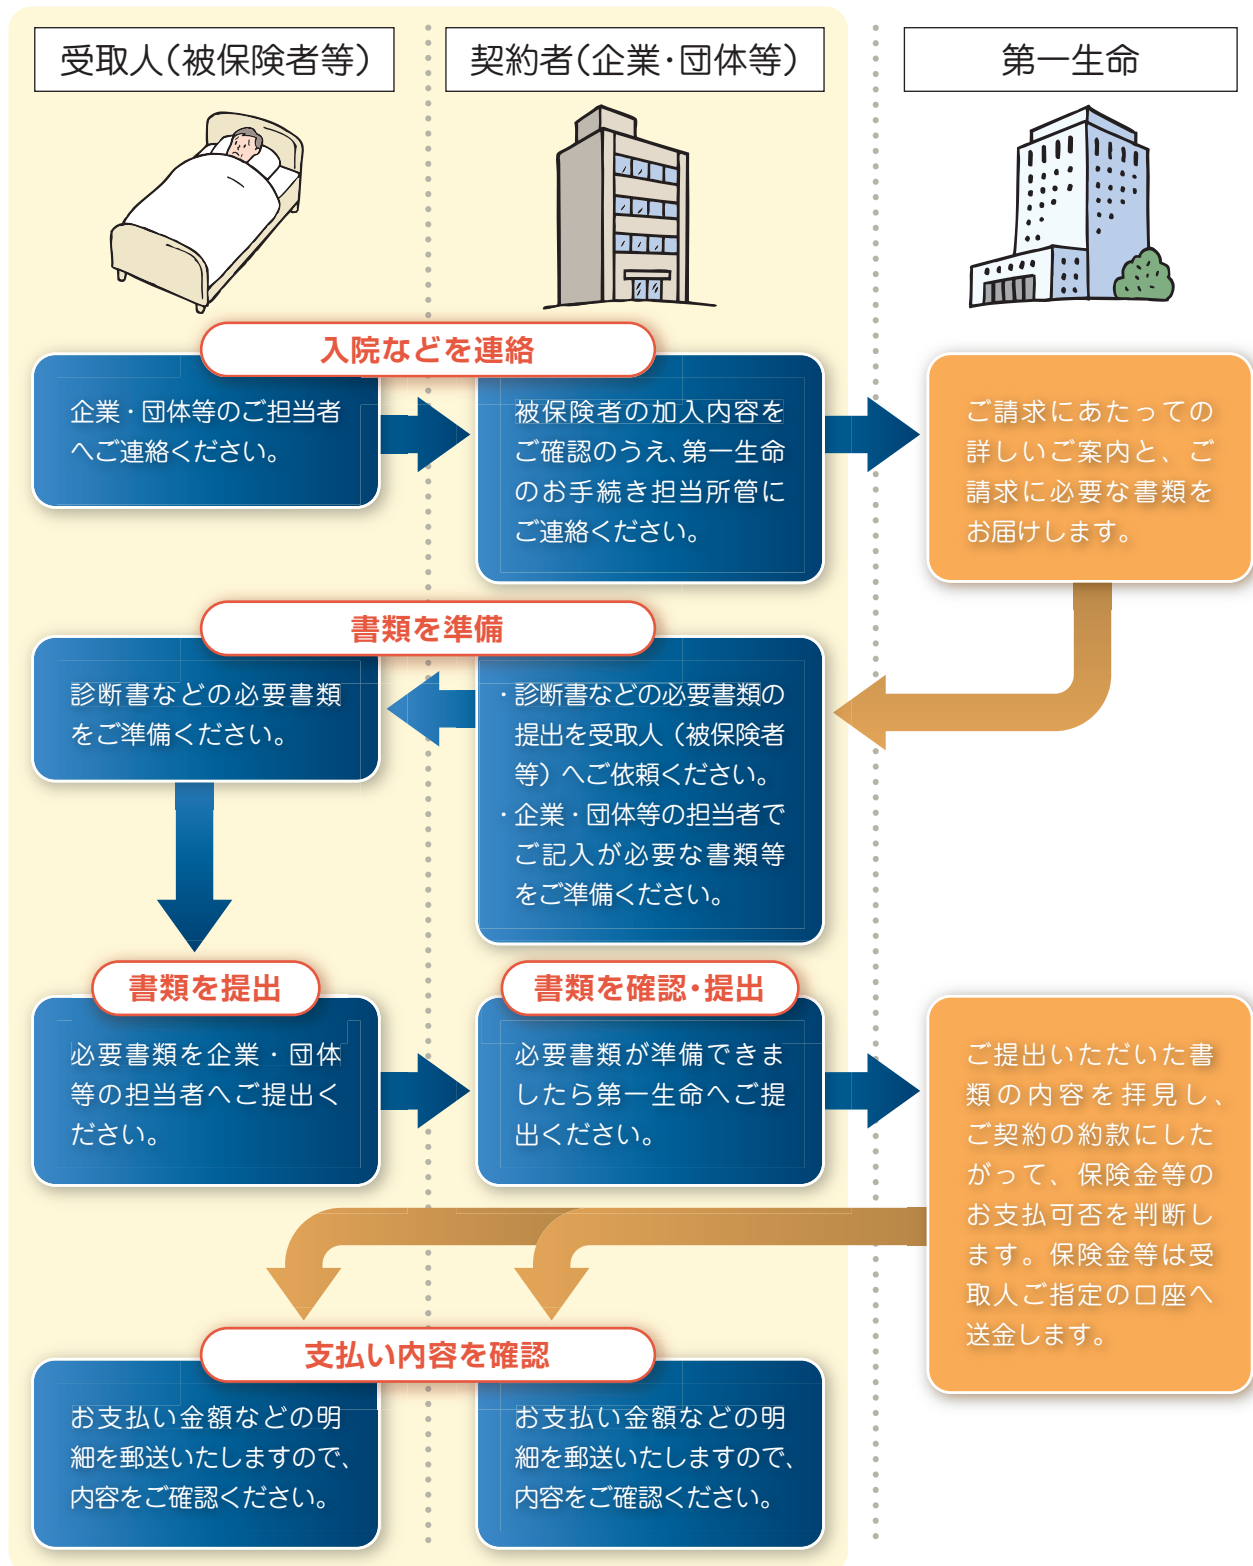 受取人（被保険者等）
契約者（企業・団体等）
第一生命
入院などを連絡
企業・団体等のご担当者
へご連絡ください。
被保険者の加入内容を
ご確認のうえ、第一生命
のお手続き担当所管に
ご連絡ください。
ご請求にあたっての
詳しいご案内と、ご
請求に必要な書類を
お届けします。
書類を準備
診断書などの必要書類
をご準備ください。
・診断書などの必要書類の
提出を受取人（被保険者
等）へご依頼ください。
・企業・団体等の担当者で
ご記入が必要な書類等
をご準備ください。
書類を提出
必要書類を企業・団体
等の担当者へご提出く
ださい。
書類を確認・提出
必要書類が準備できま
したら第一生命へご提
出ください。
ご提出いただいた書
類の内容を拝見し、
ご契約の約款にした
がって、保険金等の
お支払可否を判断し
ます。保険金等は受
取人ご指定の口座へ
送金します。
支払い内容を確認
お支払い金額などの明
細を郵送いたしますので、
内容をご確認ください。
お支払い金額などの明
細を郵送いたしますので、
内容をご確認ください。